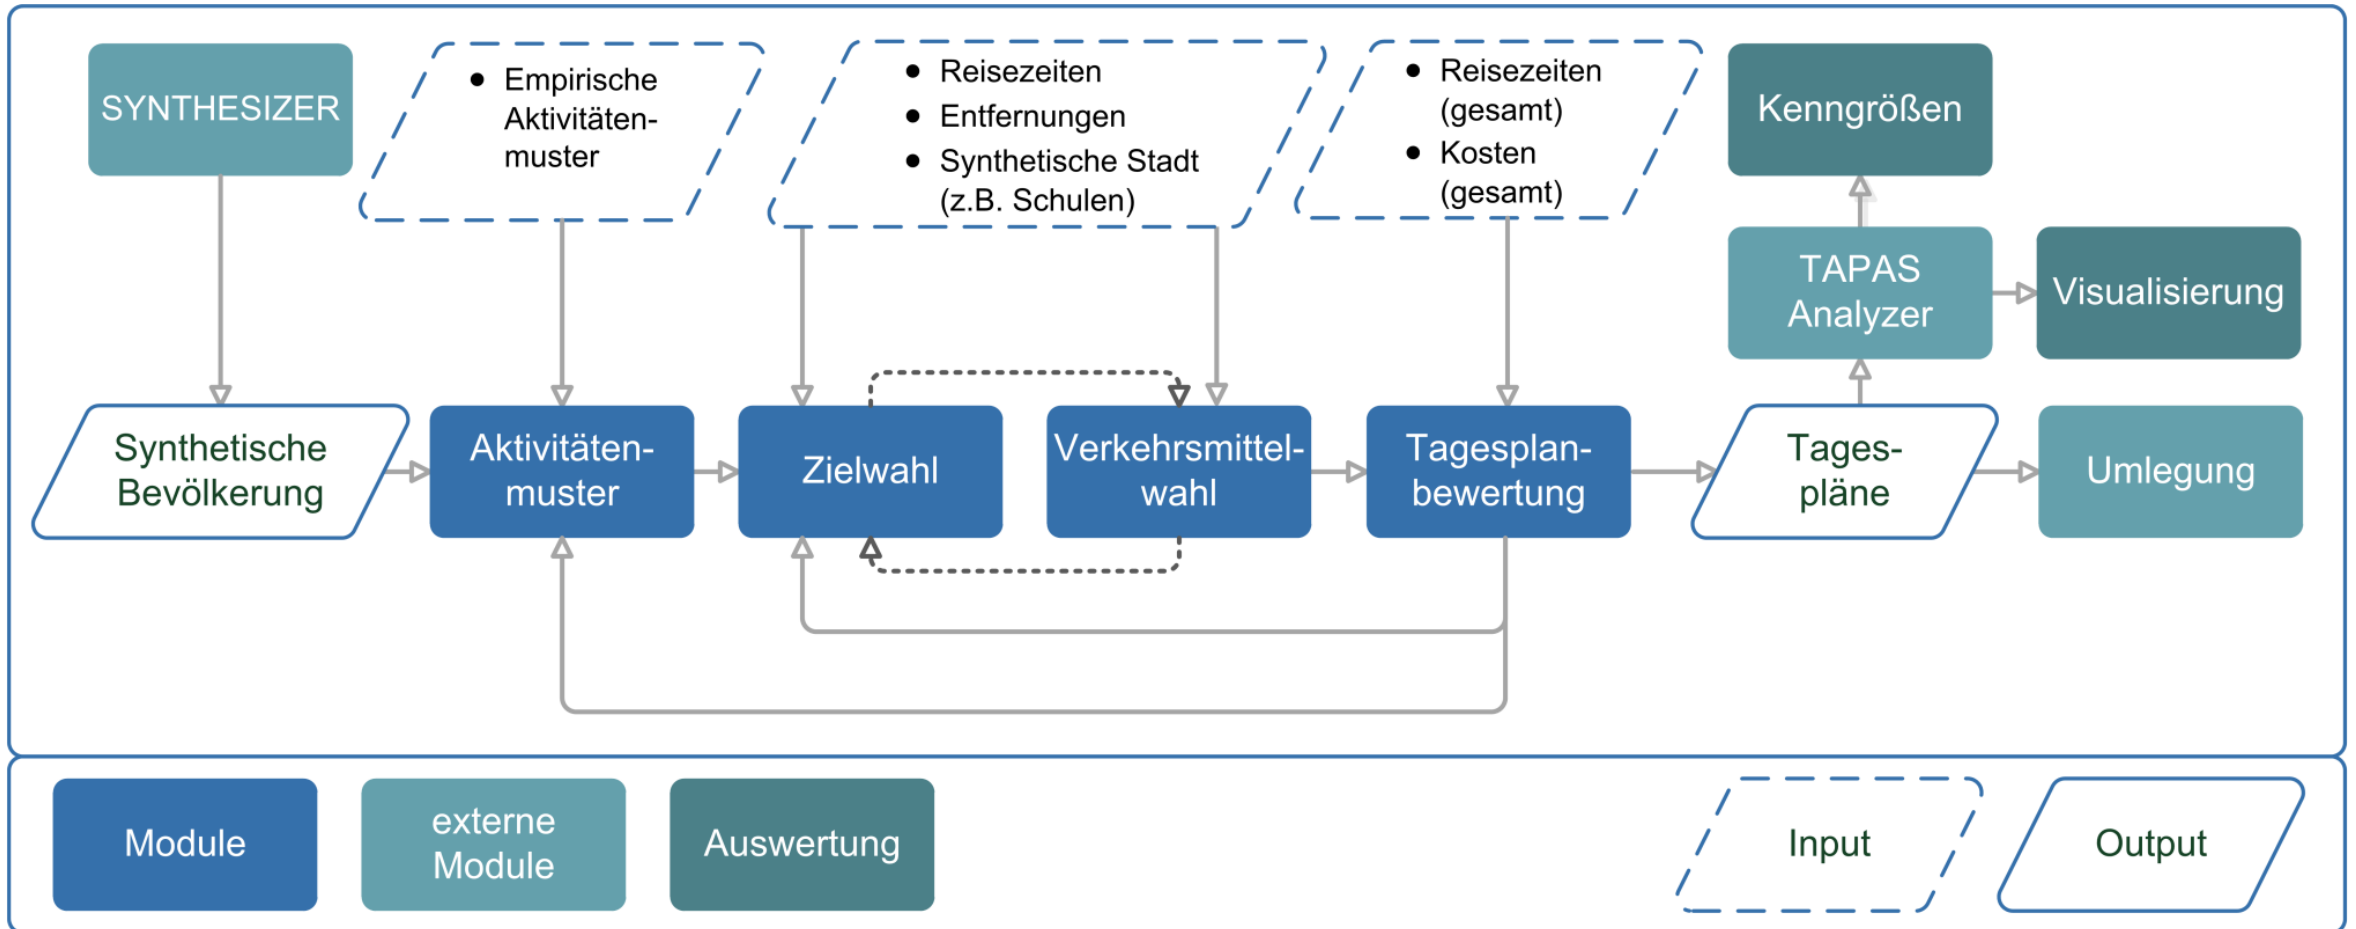 SYNTHESIZER
• Empirische
Aktivitäten-
muster
• Reisezeiten
• Entfernungen
• Synthetische Stadt
(z.B. Schulen)
• Reisezeiten
(gesamt)
• Kosten
(gesamt)
Kenngrößen
TAPAS
Analyzer
Visualisierung
Synthetische
Bevölkerung
Aktivitäten-
muster
Zielwahl
Verkehrsmittel-
wahl
Tagesplan-
bewertung
Tages-
pläne
Umlegung
Module
externe
Module
Auswertung
Input
Output